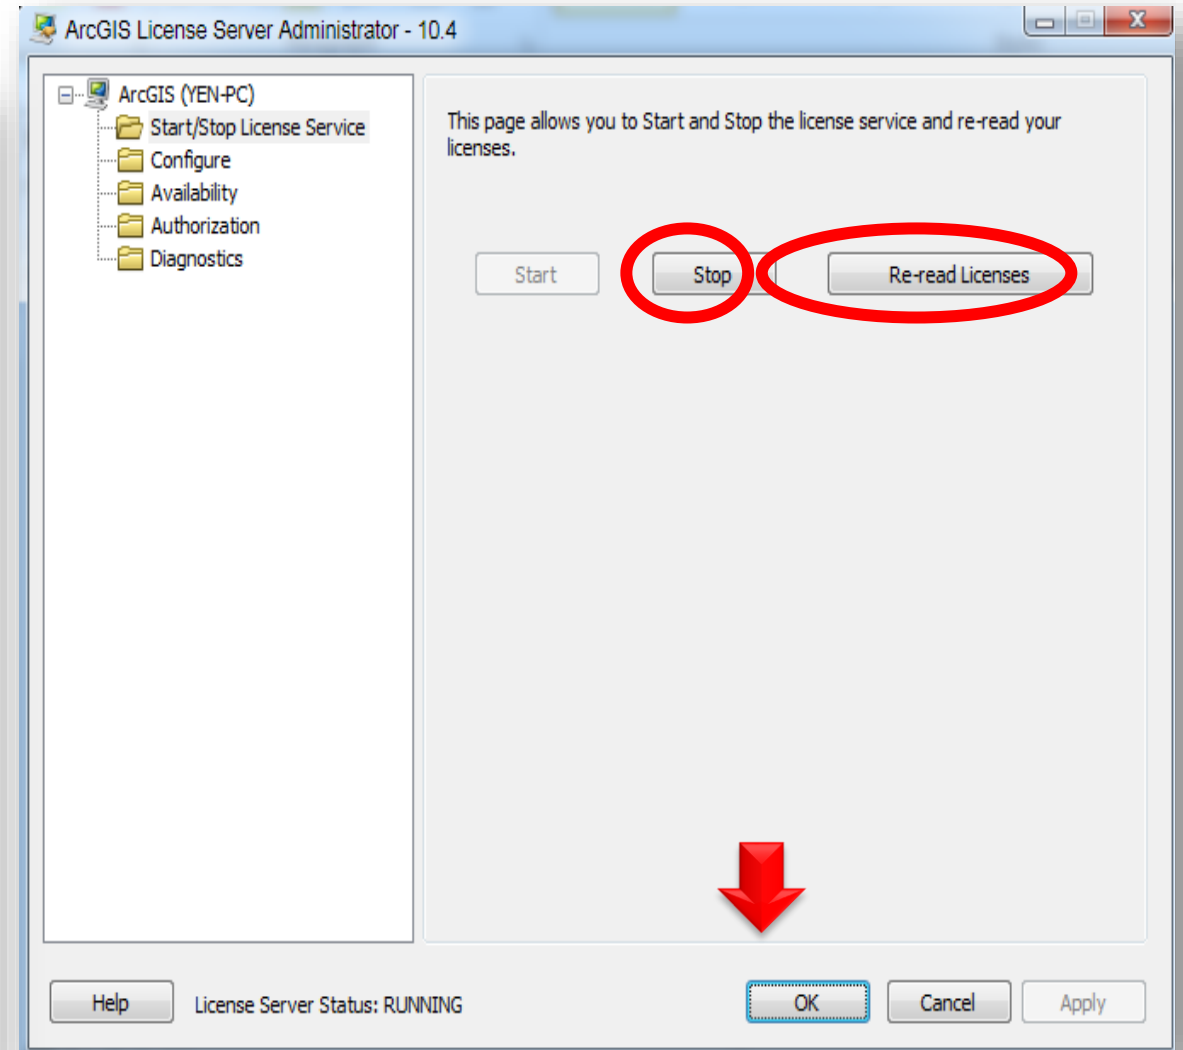 ArcGIS License Server Administrator - 10.4
ArcGIS (YEN-PC)
Start/Stop License Service
Configure
Availability
Authorization
Diagnostics
This page allows you to Start and Stop the license service and re-read your
licenses.
Start Stop Re-read Licenses
Help License Server Status: RUNNING OK Cancel Apply